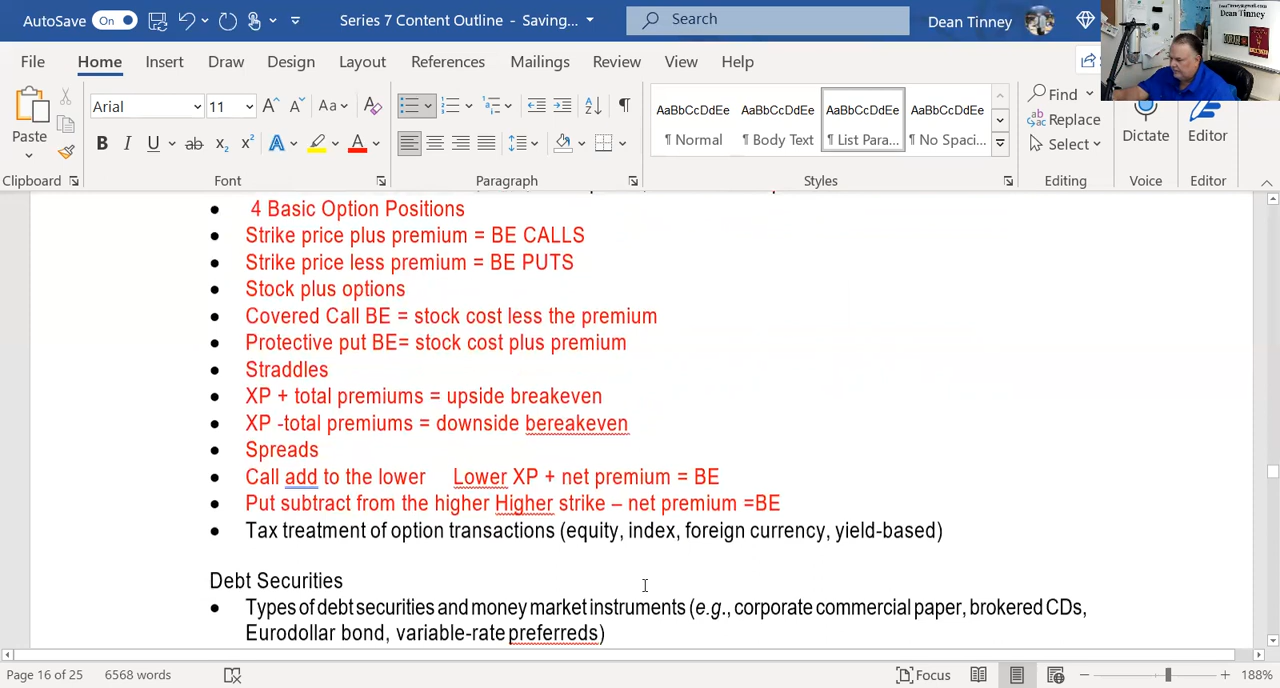 AutoSave On Series 7 Content Outline - Saving... Search Dean Tinney
Dean Tinney
File Home Insert Draw Design Layout References Mailings Review View Help
Paste
Arial 11 Aa
AaBbCcDdEe AaBbCcDdEe AaBbCcDdEe AaBbCcDdEe
¶ Normal ¶ Body Text ¶ List Para... ¶ No Spaci...
Find
Replace
Select
Dictate
Editor
Clipboard Font Paragraph Styles Editing Voice Editor
• 4 Basic Option Positions
• Strike price plus premium = BE CALLS
• Strike price less premium = BE PUTS
• Stock plus options
• Covered Call BE = stock cost less the premium
• Protective put BE= stock cost plus premium
• Straddles
• XP + total premiums = upside breakeven
• XP -total premiums = downside bereakeven
• Spreads
• Call add to the lower Lower XP + net premium = BE
• Put subtract from the higher Higher strike – net premium =BE
• Tax treatment of option transactions (equity, index, foreign currency, yield-based)
Debt Securities
• Types of debt securities and money market instruments (e.g., corporate commercial paper, brokered CDs,
Eurodollar bond, variable-rate preferreds)
Page 16 of 25 6568 words Focus 188%